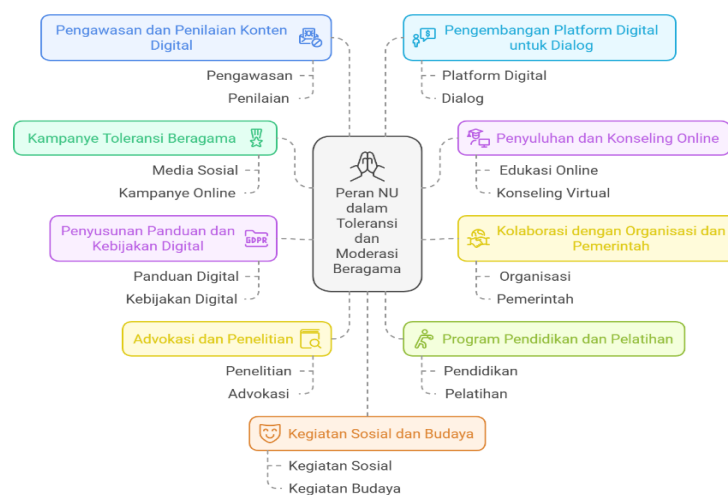 Pengawasan dan Penilaian Konten
Digital
Pengawasan
Penilaian
Pengembangan Platform Digital
untuk Dialog
Platform Digital
Dialog
Kampanye Toleransi Beragama
Media Sosial
Kampanye Online
Penyuluhan dan Konseling Online
Edukasi Online
Konseling Virtual
Peran NU
dalam
Toleransi
dan
Moderasi
Beragama
Penyusunan Panduan dan
Kebijakan Digital
GDPR
Panduan Digital
Kebijakan Digital
Kolaborasi dengan Organisasi dan
Pemerintah
Organisasi
Pemerintah
Advokasi dan Penelitian
Penelitian
Advokasi
Program Pendidikan dan Pelatihan
Pendidikan
Pelatihan
Kegiatan Sosial dan Budaya
Kegiatan Sosial
Kegiatan Budaya